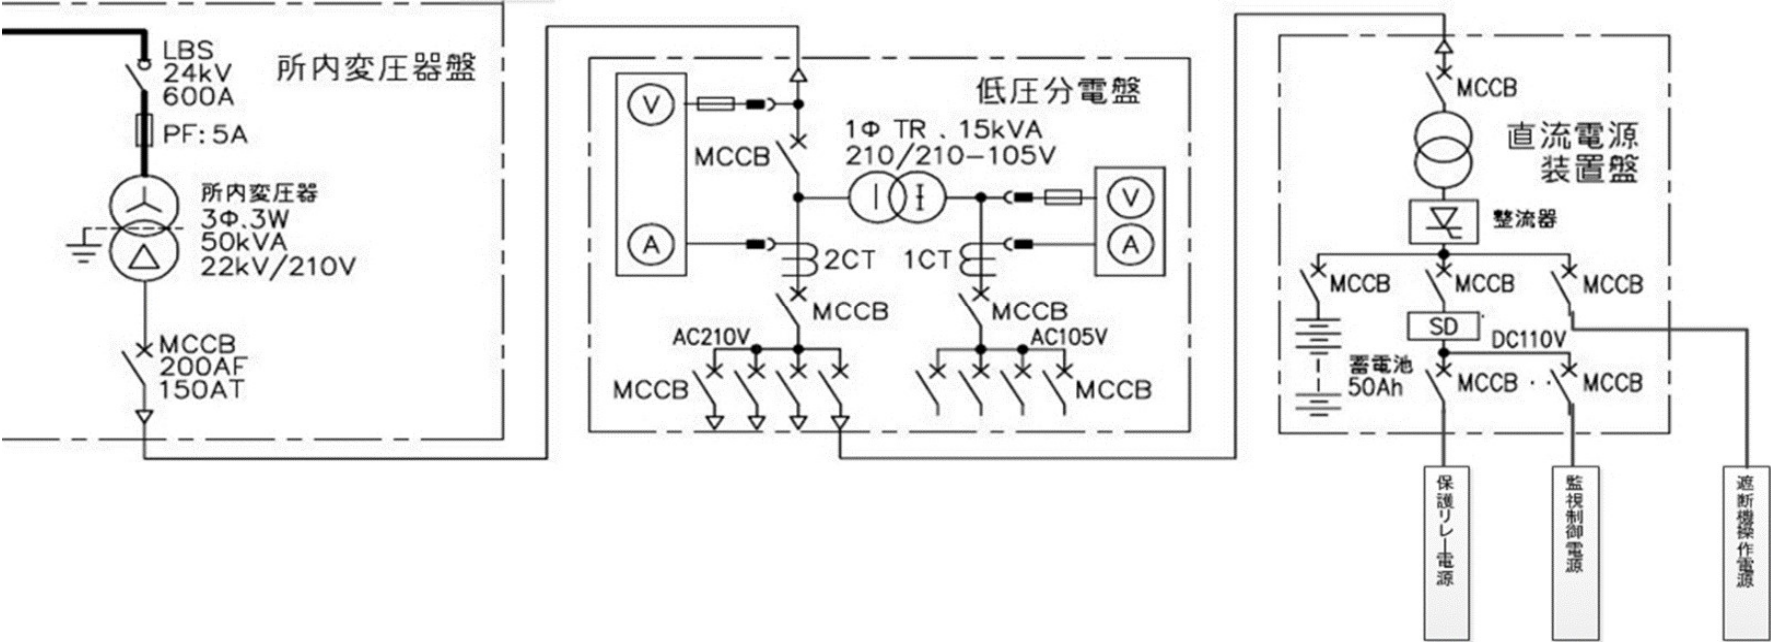 LBS
24kV
600A
所内変圧器盤
PF:5A
所内変圧器
3Φ.3W
50kVA
22kV/210V
MCCB
200AF
150AT
低圧分電盤
V
1Φ TR、15kVA
210/210-105V
MCCB
V
A
2CT
1CT
A
MCCB
MCCB
AC210V
AC105V
MCCB
MCCB
MCCB
直流電源
装置盤
整流器
MCCB
MCCB
MCCB
SD
DC110V
蓄電池
50Ah
MCCB
MCCB
保護リレー電源
監視制御電源
遮断機操作電源